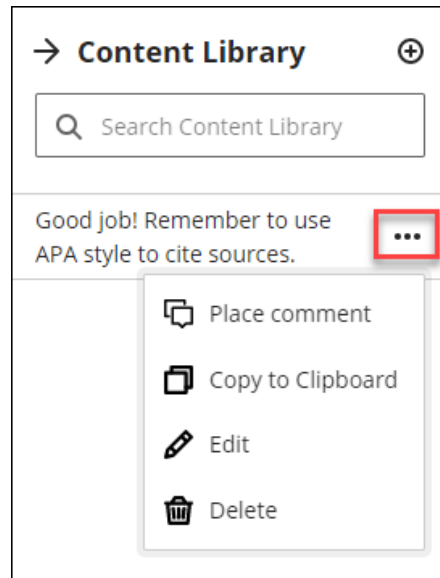 Content Library
Search Content Library
Good job! Remember to use
APA style to cite sources.
Place comment
Copy to Clipboard
Edit
Delete